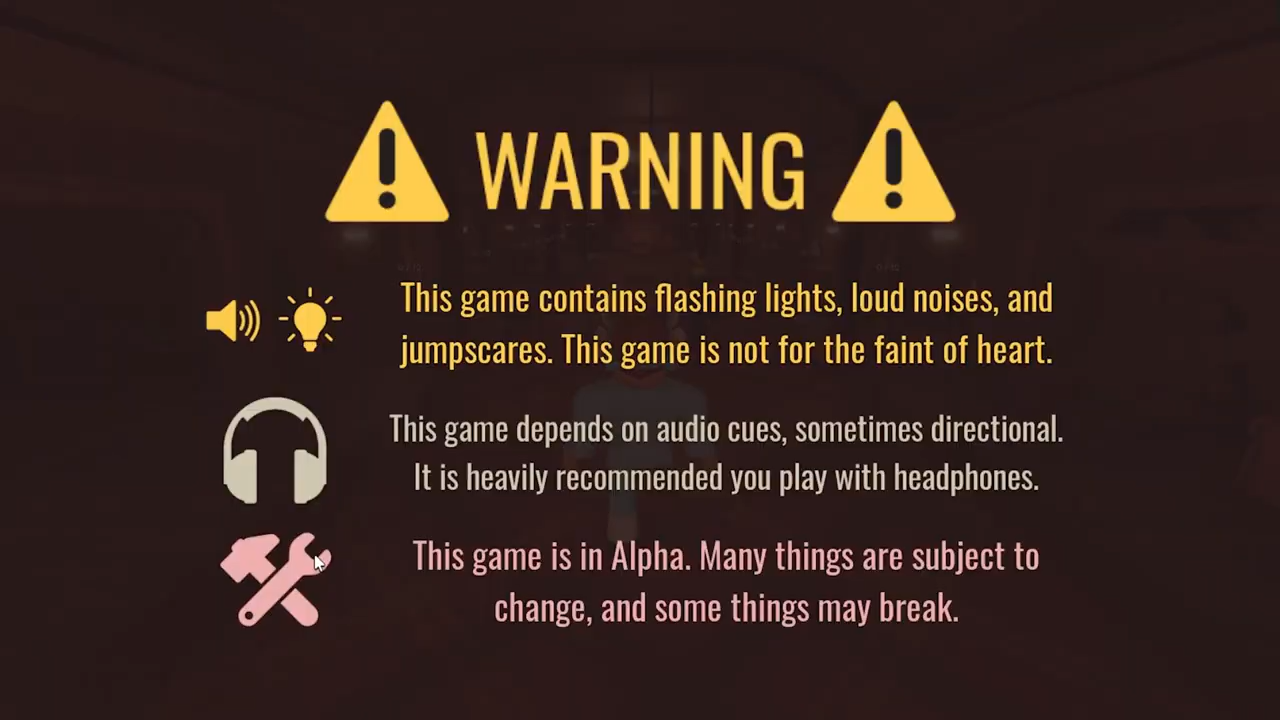 WARNING
This game contains flashing lights, loud noises, and
jumpscares. This game is not for the faint of heart.
This game depends on audio cues, sometimes directional.
It is heavily recommended you play with headphones.
This game is in Alpha. Many things are subject to
change, and some things may break.